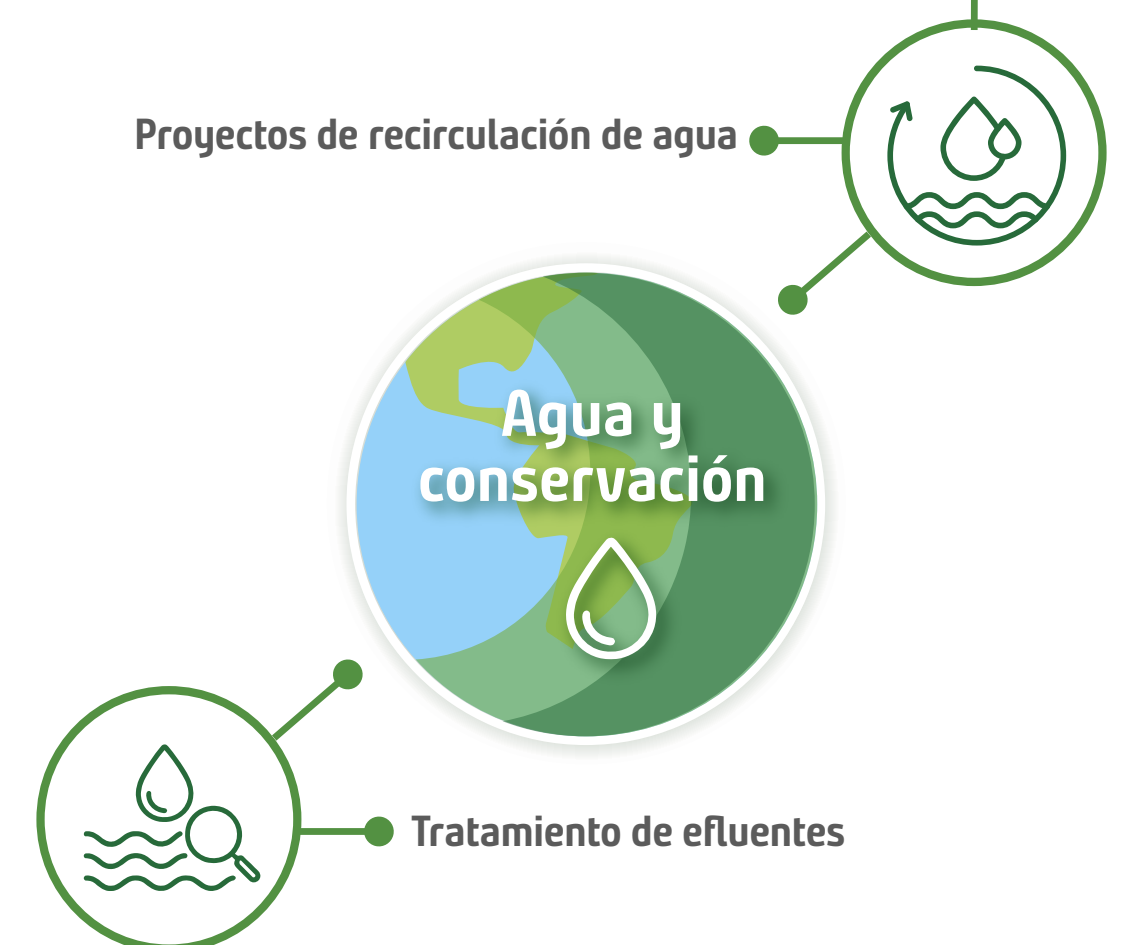 Proyectos de recirculación de agua
Agua y
conservación
Tratamiento de efluentes